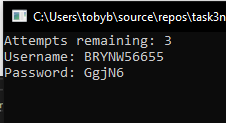 C:\Users\tobyb\source\repos\task3n
Attempts remaining: 3
Username: BRYNW56655
Password: GgjN6